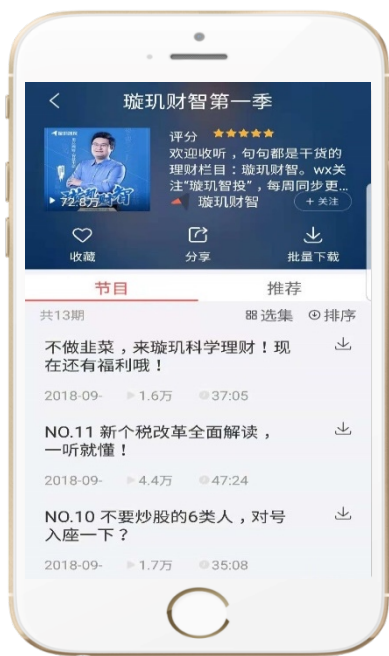 璇玑财智第一季
评分
欢迎收听，句句都是干货的
理财栏目：璇玑财智。wx关
注“璇玑智投”，每周同步更...
72.8万
璇玑财智
+ 关注
收藏
分享
批量下载
节目
推荐
共13期
选集
排序
不做韭菜，来璇玑科学理财！现
在还有福利哦！
2018-09-
1.6万
37:05
NO.11 新个税改革全面解读，
一听就懂！
2018-09-
4.4万
47:24
NO.10 不要炒股的6类人，对号
入座一下？
2018-09-
1.7万
35:08